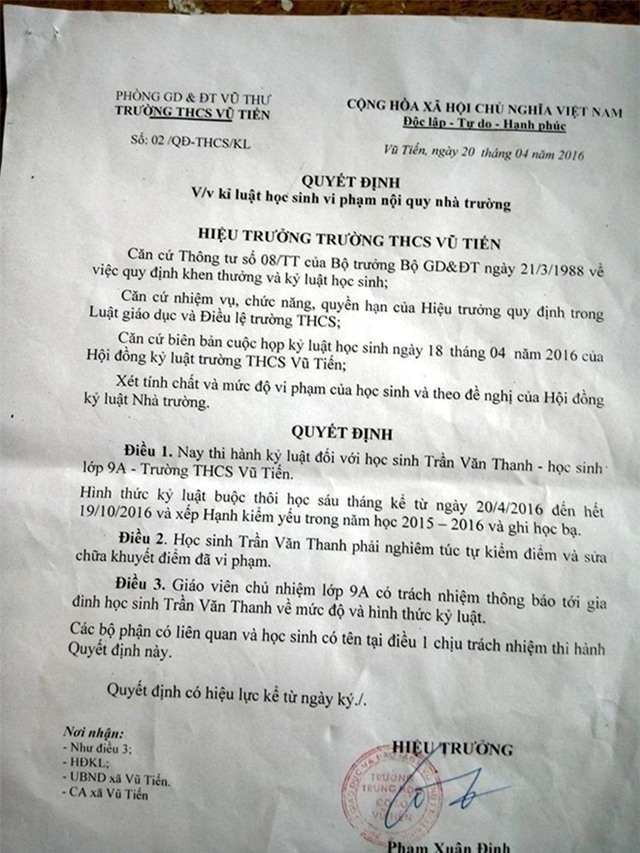 PHÒNG GD & ĐT VŨ THƯ
TRƯỜNG THCS VŨ TIẾN
Số: 02 /QĐ-THCS/KL
CỘNG HÒA XÃ HỘI CHỦ NGHĨA VIỆT NAM
Độc lập - Tự do - Hạnh phúc
Vũ Tiến, ngày 20 tháng 04 năm 2016
QUYẾT ĐỊNH
V/v kỉ luật học sinh vi phạm nội quy nhà trường
HIỆU TRƯỞNG TRƯỜNG THCS VŨ TIẾN
Căn cứ Thông tư số 08/TT của Bộ trưởng Bộ GD&ĐT ngày 21/3/1988 về
việc quy định khen thưởng và kỷ luật học sinh;
Căn cứ nhiệm vụ, chức năng, quyền hạn của Hiệu trưởng quy định trong
Luật giáo dục và Điều lệ trường THCS;
Căn cứ biên bản cuộc họp kỷ luật học sinh ngày 18 tháng 04 năm 2016 của
Hội đồng kỷ luật trường THCS Vũ Tiến;
Xét tính chất và mức độ vi phạm của học sinh và theo đề nghị của Hội đồng
kỷ luật Nhà trường.
QUYẾT ĐỊNH
Điều 1. Nay thi hành kỷ luật đối với học sinh Trần Văn Thanh - học sinh
lớp 9A - Trường THCS Vũ Tiến.
Hình thức kỷ luật buộc thôi học sáu tháng kể từ ngày 20/4/2016 đến hết
19/10/2016 và xếp Hạnh kiểm yếu trong năm học 2015 – 2016 và ghi học bạ.
Điều 2. Học sinh Trần Văn Thanh phải nghiêm túc tự kiểm điểm và sửa
chữa khuyết điểm đã vi phạm.
Điều 3. Giáo viên chủ nhiệm lớp 9A có trách nhiệm thông báo tới gia
đình học sinh Trần Văn Thanh về mức độ và hình thức kỷ luật.
Các bộ phận có liên quan và học sinh có tên tại điều 1 chịu trách nhiệm thi hành
Quyết định này.
Quyết định có hiệu lực kể từ ngày ký./.
Nơi nhận:
- Như điều 3;
- HĐKL;
- UBND xã Vũ Tiến.
- CA xã Vũ Tiến
HIỆU TRƯỞNG
TRƯỜNG
TRUNG HỌC
CƠ SỞ
VŨ TIẾN
Phạm Xuân Định